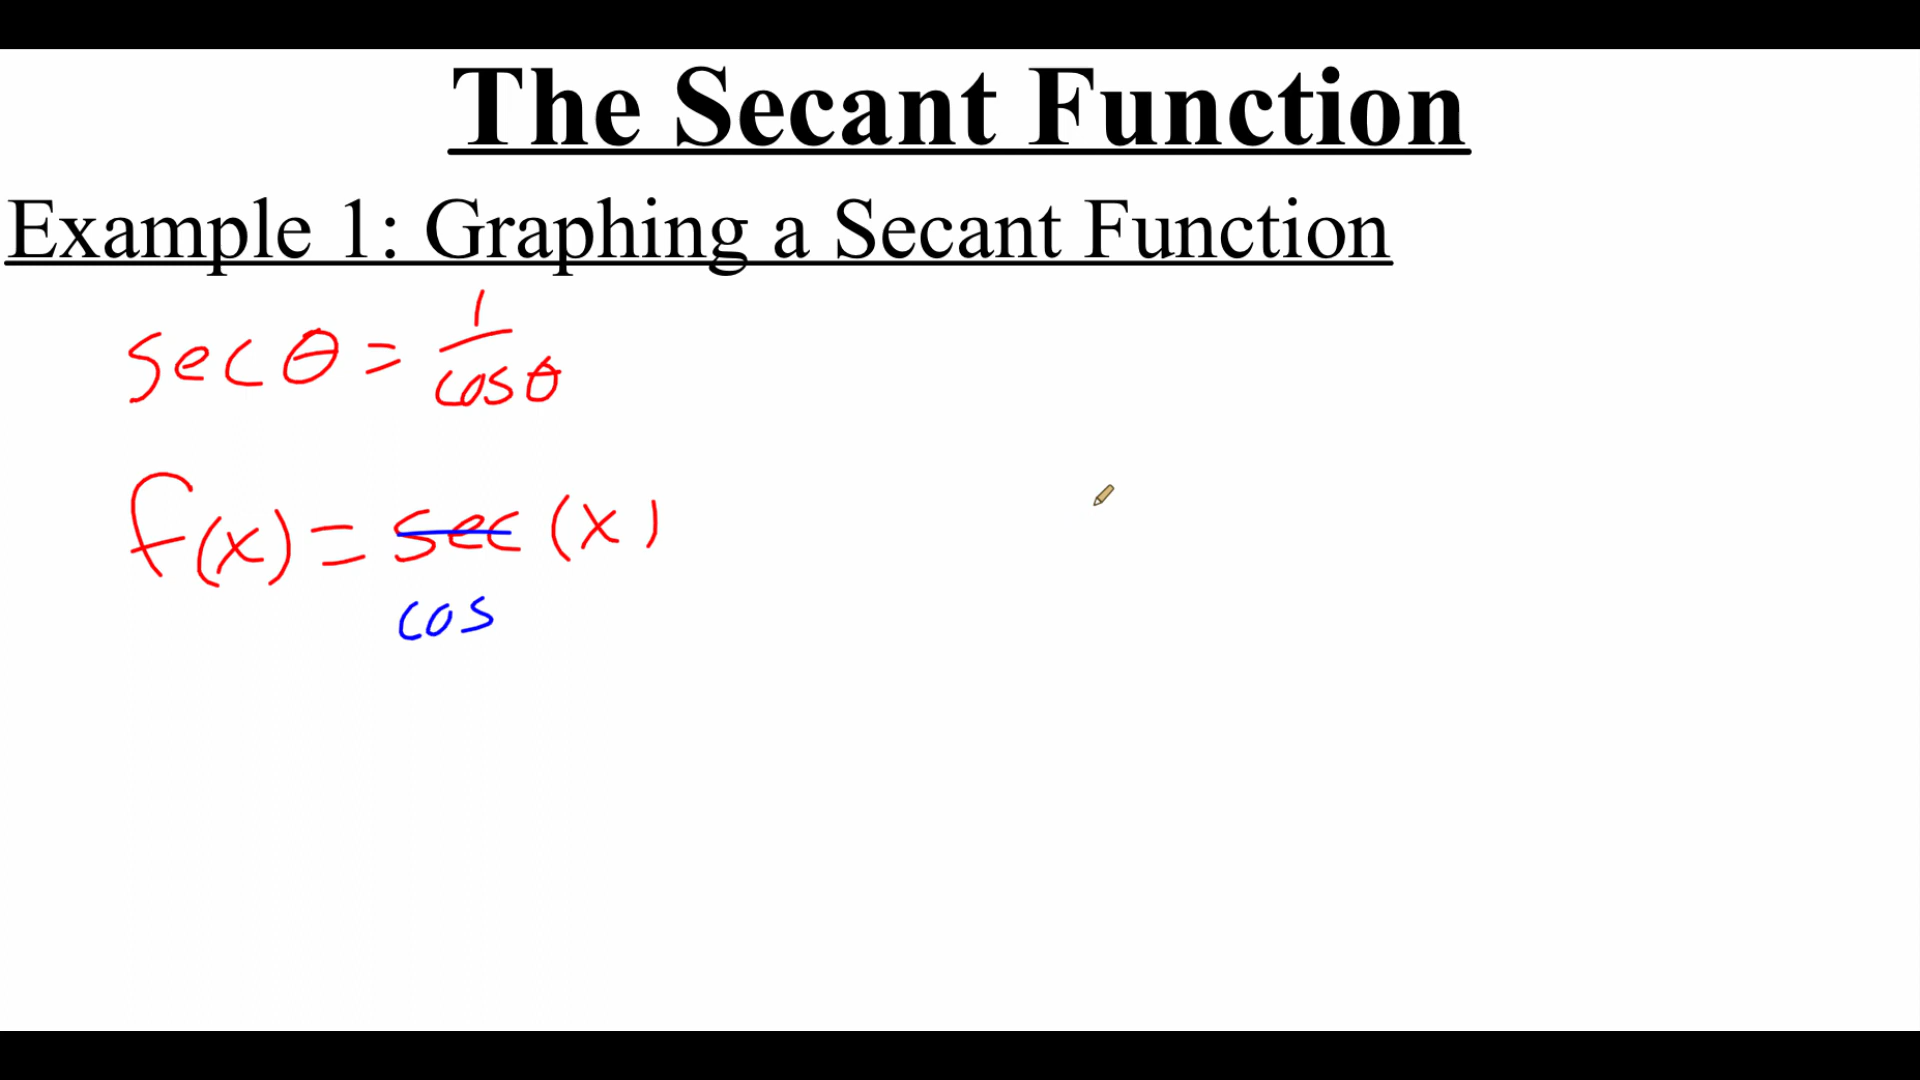 The Secant Function
Example 1: Graphing a Secant Function
sec θ = 1/cos θ
f(x) = sec (x)
cos